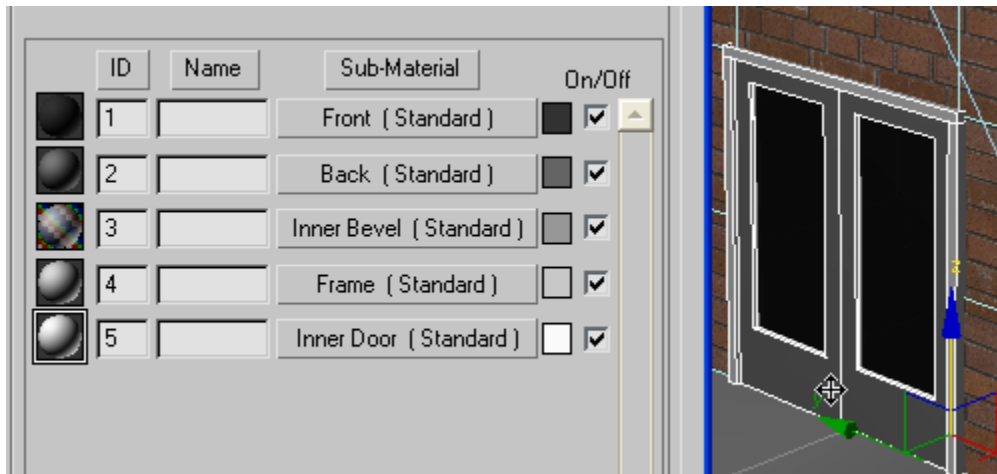 ID Name Sub-Material On/Off
1 Front ( Standard )
2 Back ( Standard )
3 Inner Bevel ( Standard )
4 Frame ( Standard )
5 Inner Door ( Standard )
z
y